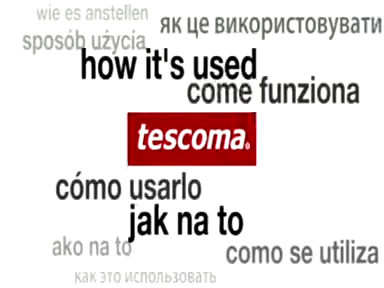 wie es anstellen
як це використовувати
sposób użycia
how it's used
come funziona
tescoma®
cómo usarlo
jak na to
ako na to
como se utiliza
как это использовать